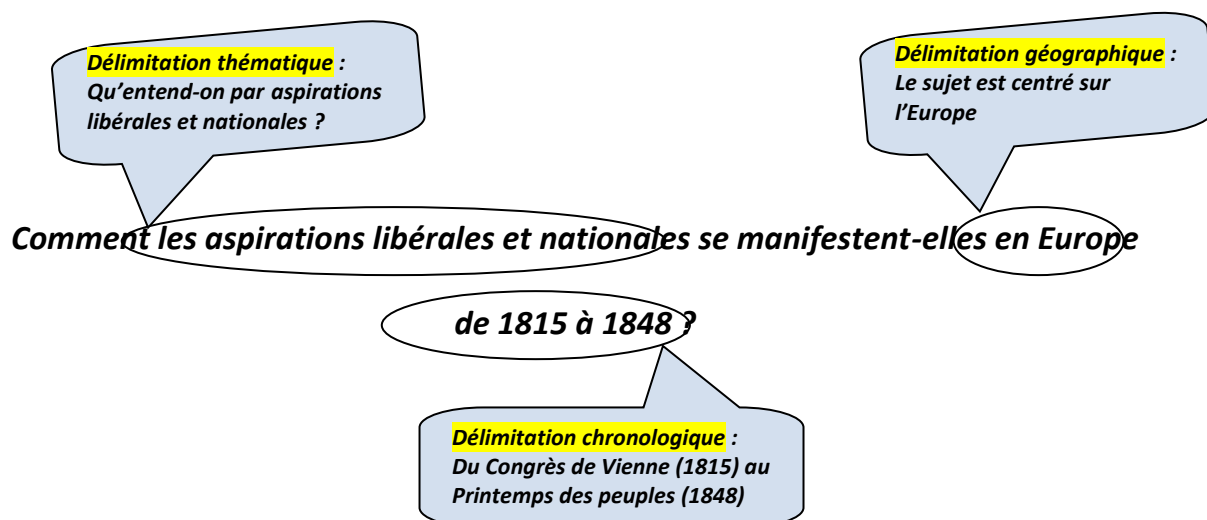 Délimitation thématique :
Qu’entend-on par aspirations
libérales et nationales ?
Délimitation géographique :
Le sujet est centré sur
l’Europe
Comment les aspirations libérales et nationales se manifestent-elles en Europe
de 1815 à 1848 ?
Délimitation chronologique :
Du Congrès de Vienne (1815) au
Printemps des peuples (1848)